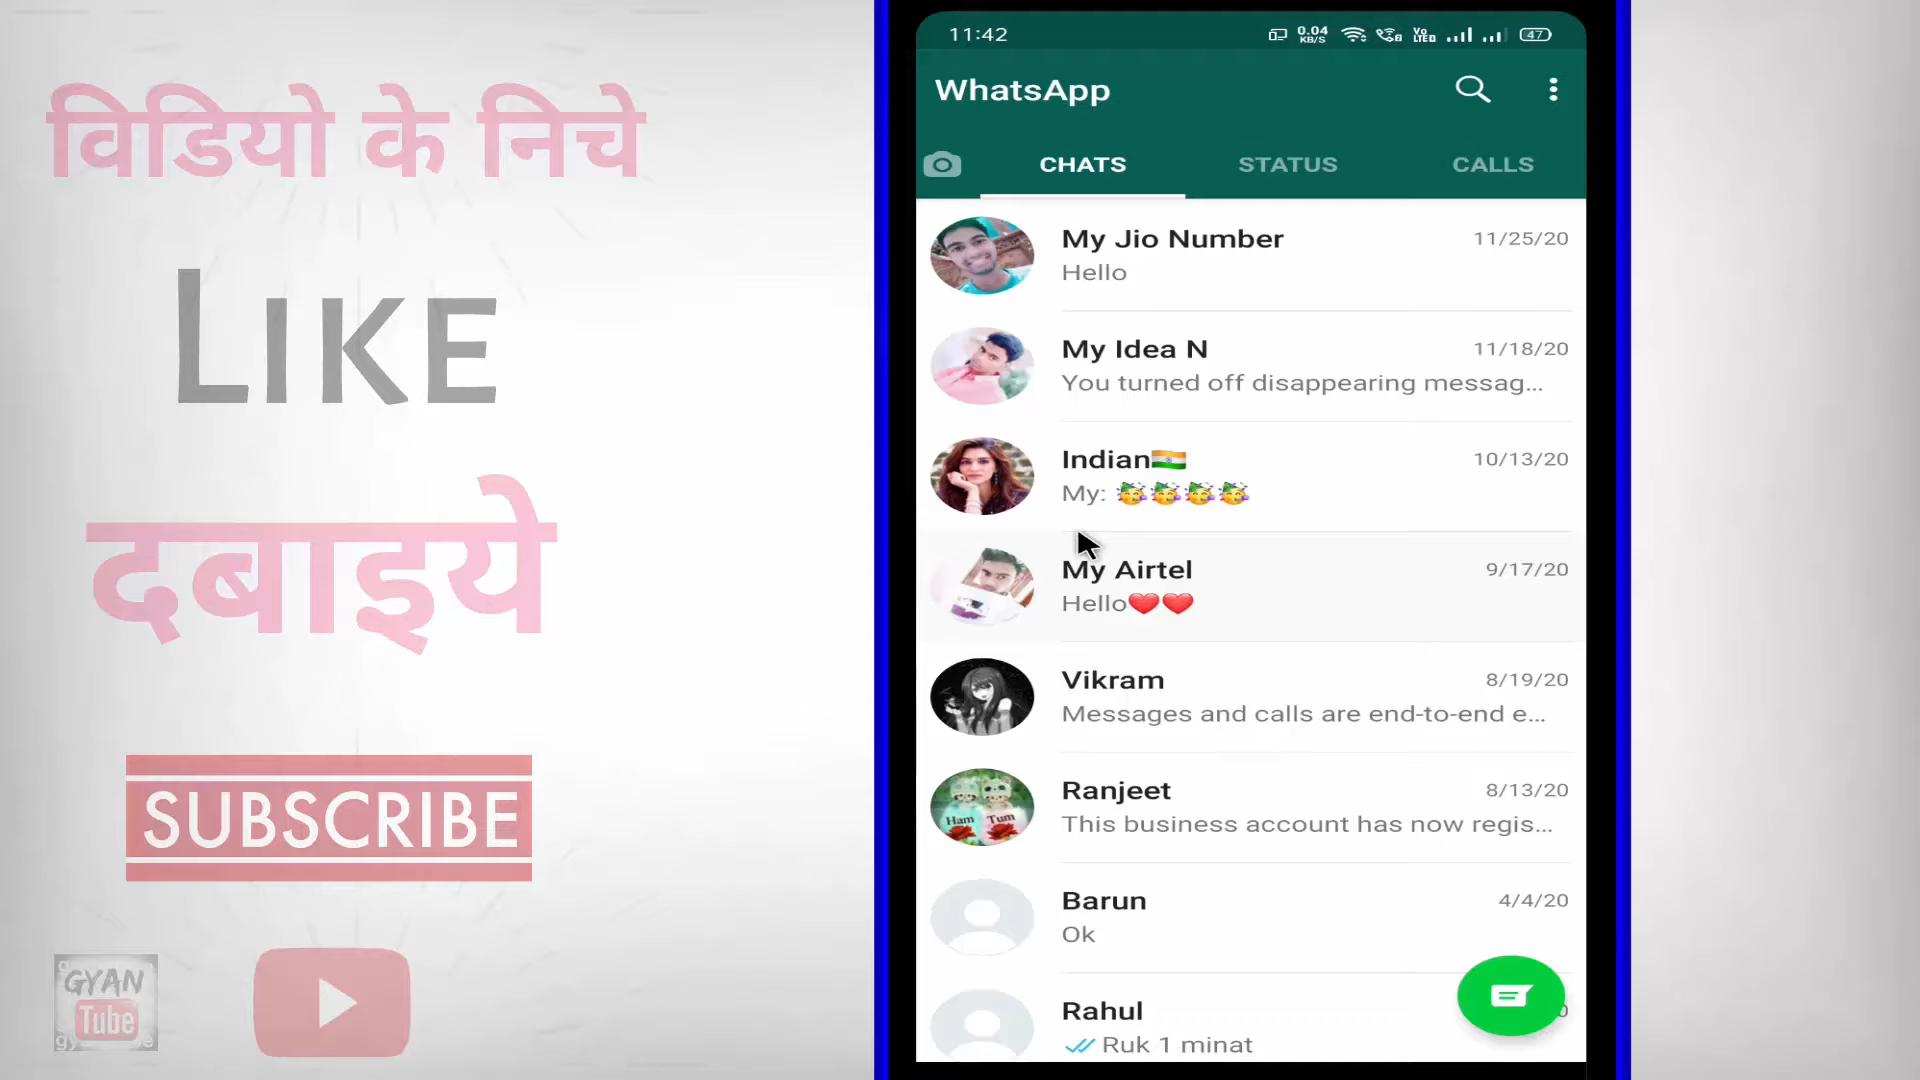 विडियो के निचे
LIKE
दबाइये
SUBSCRIBE
GYAN
Tube
11:42
0.04
KB/S
47
WhatsApp
CHATS
STATUS
CALLS
My Jio Number
11/25/20
Hello
My Idea N
11/18/20
You turned off disappearing messag...
Indian🇮🇳
10/13/20
My: 🥳🥳🥳🥳
My Airtel
9/17/20
Hello❤️❤️
Vikram
8/19/20
Messages and calls are end-to-end e...
Ranjeet
8/13/20
This business account has now regis...
Ham Tum
Barun
4/4/20
Ok
Rahul
Ruk 1 minat